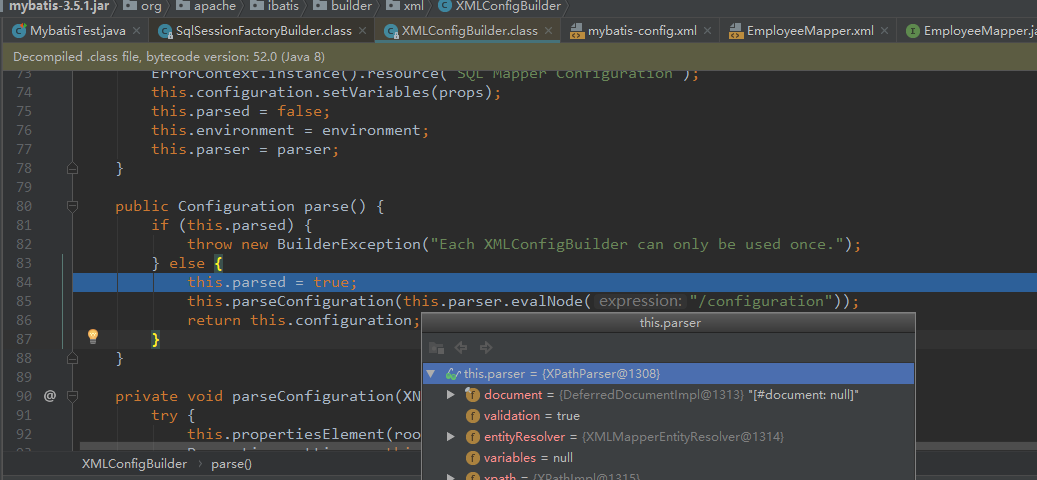 mybatis-3.5.1.jar org apache ibatis builder xml XMLConfigBuilder
MybatisTest.java SqlSessionFactoryBuilder.class XMLConfigBuilder.class mybatis-config.xml EmployeeMapper.xml EmployeeMapper.ja
Decompiled .class file, bytecode version: 52.0 (Java 8)
73 ErrorContext.instance().resource("SQL Mapper Configuration");
74 this.configuration.setVariables(props);
75 this.parsed = false;
76 this.environment = environment;
77 this.parser = parser;
78 }
79
80 public Configuration parse() {
81 if (this.parsed) {
82 throw new BuilderException("Each XMLConfigBuilder can only be used once.");
83 } else {
84 this.parsed = true;
85 this.parseConfiguration(this.parser.evalNode( expression: "/configuration"));
86 return this.configuration;
this.parser
87 }
88 }
this.parser = {XPathParser@1308}
89
document = {DeferredDocumentImpl@1313} "[#document: null]"
90 @ private void parseConfiguration(XN
validation = true
91 try {
92 this.propertiesElement(roo
entityResolver = {XMLMapperEntityResolver@1314}
variables = null
XMLConfigBuilder › parse()
xpath = {XPathImpl@1315}